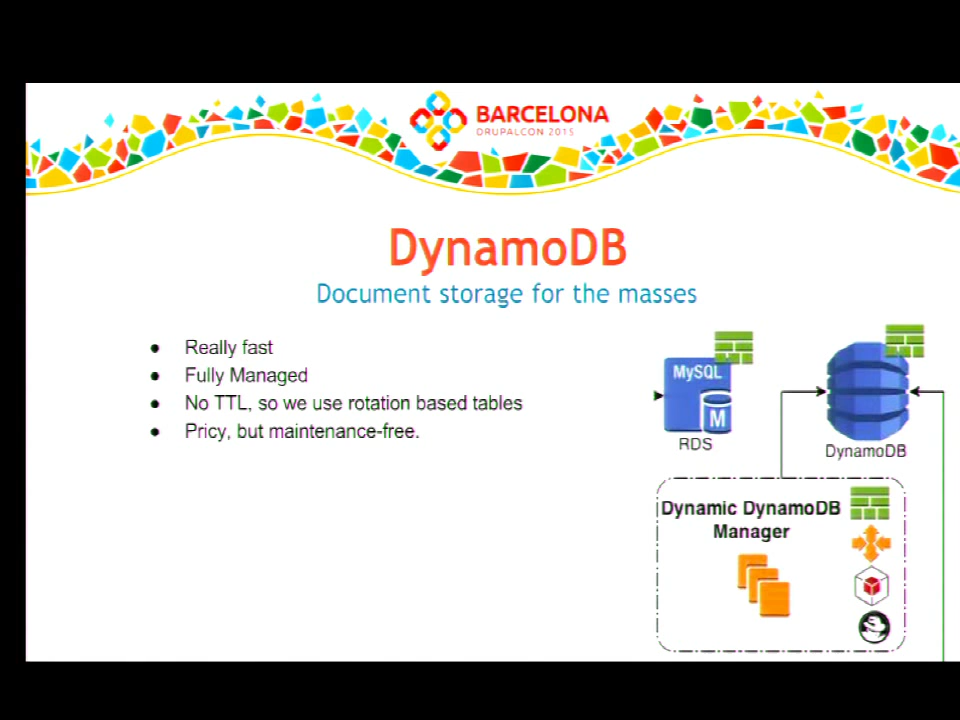 BARCELONA
DRUPALCON 2015
DynamoDB
Document storage for the masses
● Really fast
● Fully Managed
● No TTL, so we use rotation based tables
● Pricy, but maintenance-free.
MySQL
M
RDS
DynamoDB
Dynamic DynamoDB
Manager